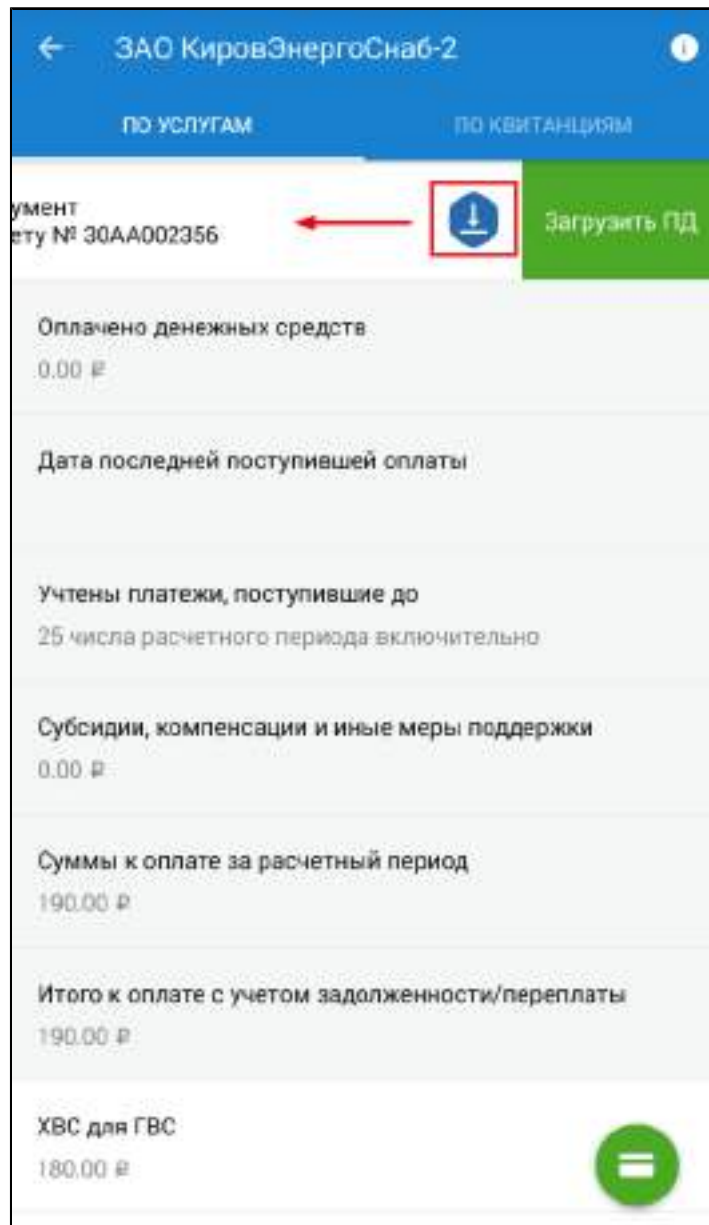 ЗАО КировЭнергоСнаб-2
ПО УСЛУГАМ ПО КВИТАНЦИЯМ
умент
ету № 30АА002356
Загрузить ПД
Оплачено денежных средств
0.00 ₽
Дата последней поступившей оплаты
Учтены платежи, поступившие до
25 числа расчетного периода включительно
Субсидии, компенсации и иные меры поддержки
0.00 ₽
Суммы к оплате за расчетный период
190.00 ₽
Итого к оплате с учетом задолженности/переплаты
190.00 ₽
ХВС для ГВС
180.00 ₽